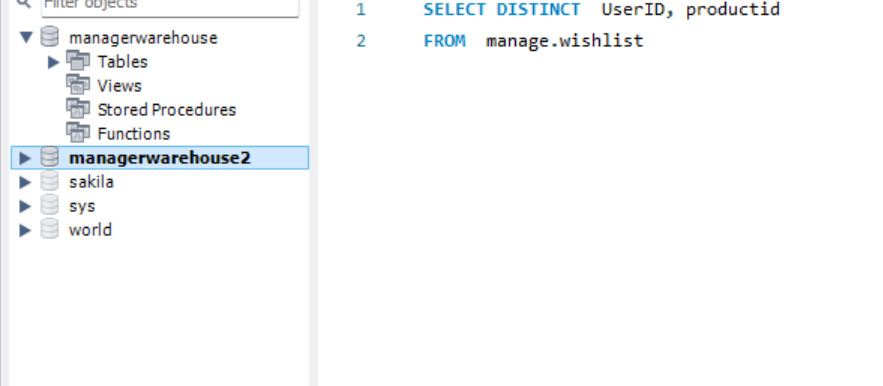 Filter objects
managerwarehouse
Tables
Views
Stored Procedures
Functions
managerwarehouse2
sakila
sys
world
1 SELECT DISTINCT UserID, productid
2 FROM manage.wishlist